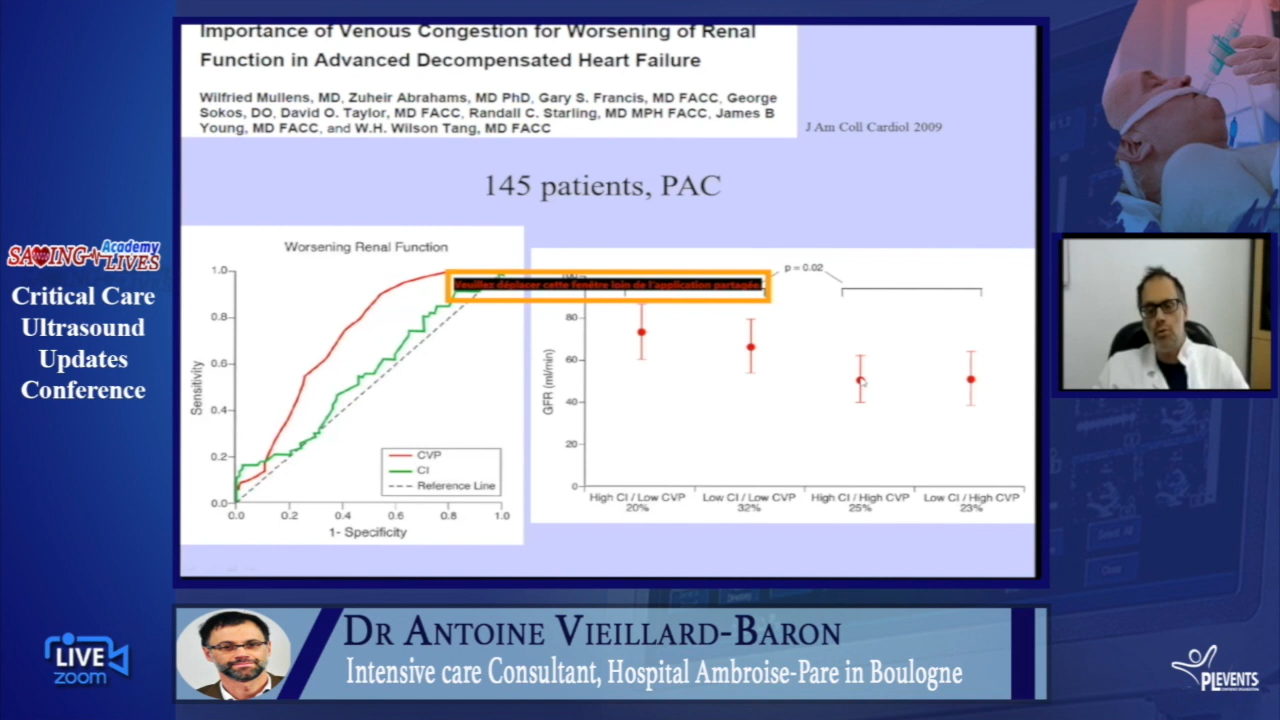 Importance of Venous Congestion for Worsening of Renal
Function in Advanced Decompensated Heart Failure
Wilfried Mullens, MD, Zuheir Abrahams, MD PhD, Gary S. Francis, MD FACC, George
Sokos, DO, David O. Taylor, MD FACC, Randall C. Starling, MD MPH FACC, James B
Young, MD FACC, and W.H. Wilson Tang, MD FACC
J Am Coll Cardiol 2009
145 patients, PAC
Worsening Renal Function
1.0
0.8
0.6
0.4
0.2
0.0
Sensitivity
0.0 0.2 0.4 0.6 0.8 1.0
1- Specificity
CVP
CI
Reference Line
Veuillez déplacer cette fenêtre loin de l'application partagée
p = 0.02
80
60
40
20
0
GFR (ml/min)
High CI / Low CVP Low CI / Low CVP High CI / High CVP Low CI / High CVP
20% 32% 25% 23%
SAVING Academy
LIVES
Critical Care
Ultrasound
Updates
Conference
LIVE
zoom
DR ANTOINE VIEILLARD-BARON
Intensive care Consultant, Hospital Ambroise-Pare in Boulogne
PLEVENTS